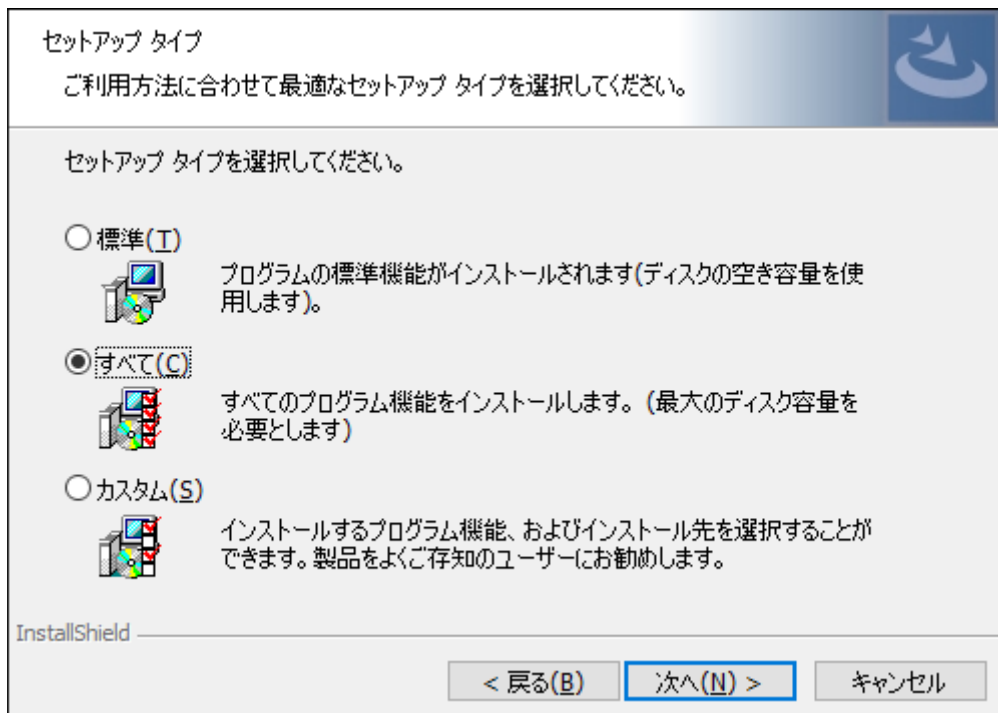 セットアップ タイプ
ご利用方法に合わせて最適なセットアップ タイプを選択してください。
セットアップ タイプを選択してください。
標準(T)
プログラムの標準機能がインストールされます(ディスクの空き容量を使
用します)。
すべて(C)
すべてのプログラム機能をインストールします。(最大のディスク容量を
必要とします)
カスタム(S)
インストールするプログラム機能、およびインストール先を選択することが
できます。製品をよくご存知のユーザーにお勧めします。
InstallShield
< 戻る(B)
次へ(N) >
キャンセル